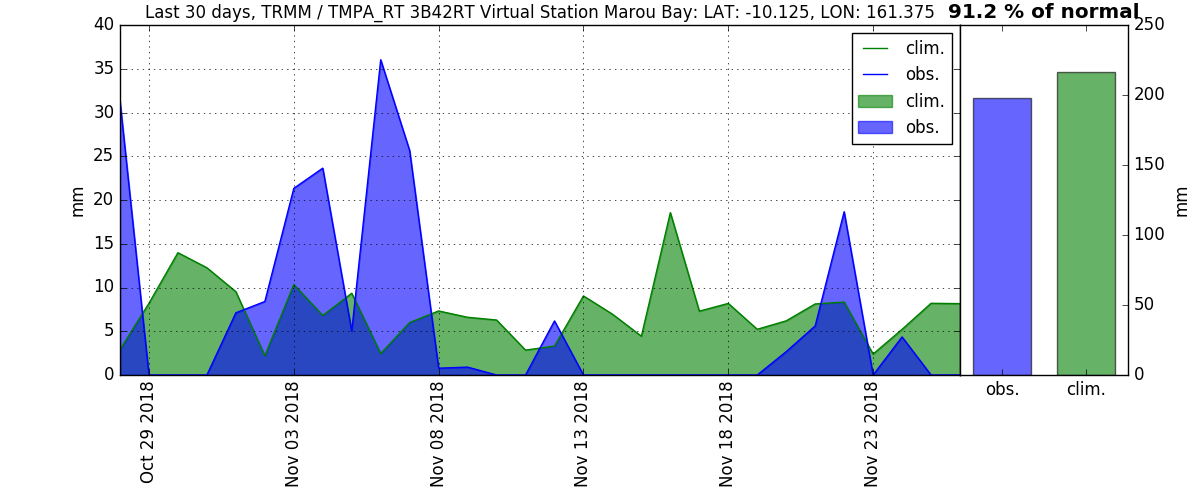 Last 30 days, TRMM / TMPA_RT 3B42RT Virtual Station Marou Bay: LAT: -10.125, LON: 161.375
91.2 % of normal
clim.
obs.
clim.
obs.
40
35
30
25
20
15
10
5
0
mm
Oct 29 2018
Nov 03 2018
Nov 08 2018
Nov 13 2018
Nov 18 2018
Nov 23 2018
250
200
150
100
50
0
mm
obs.
clim.